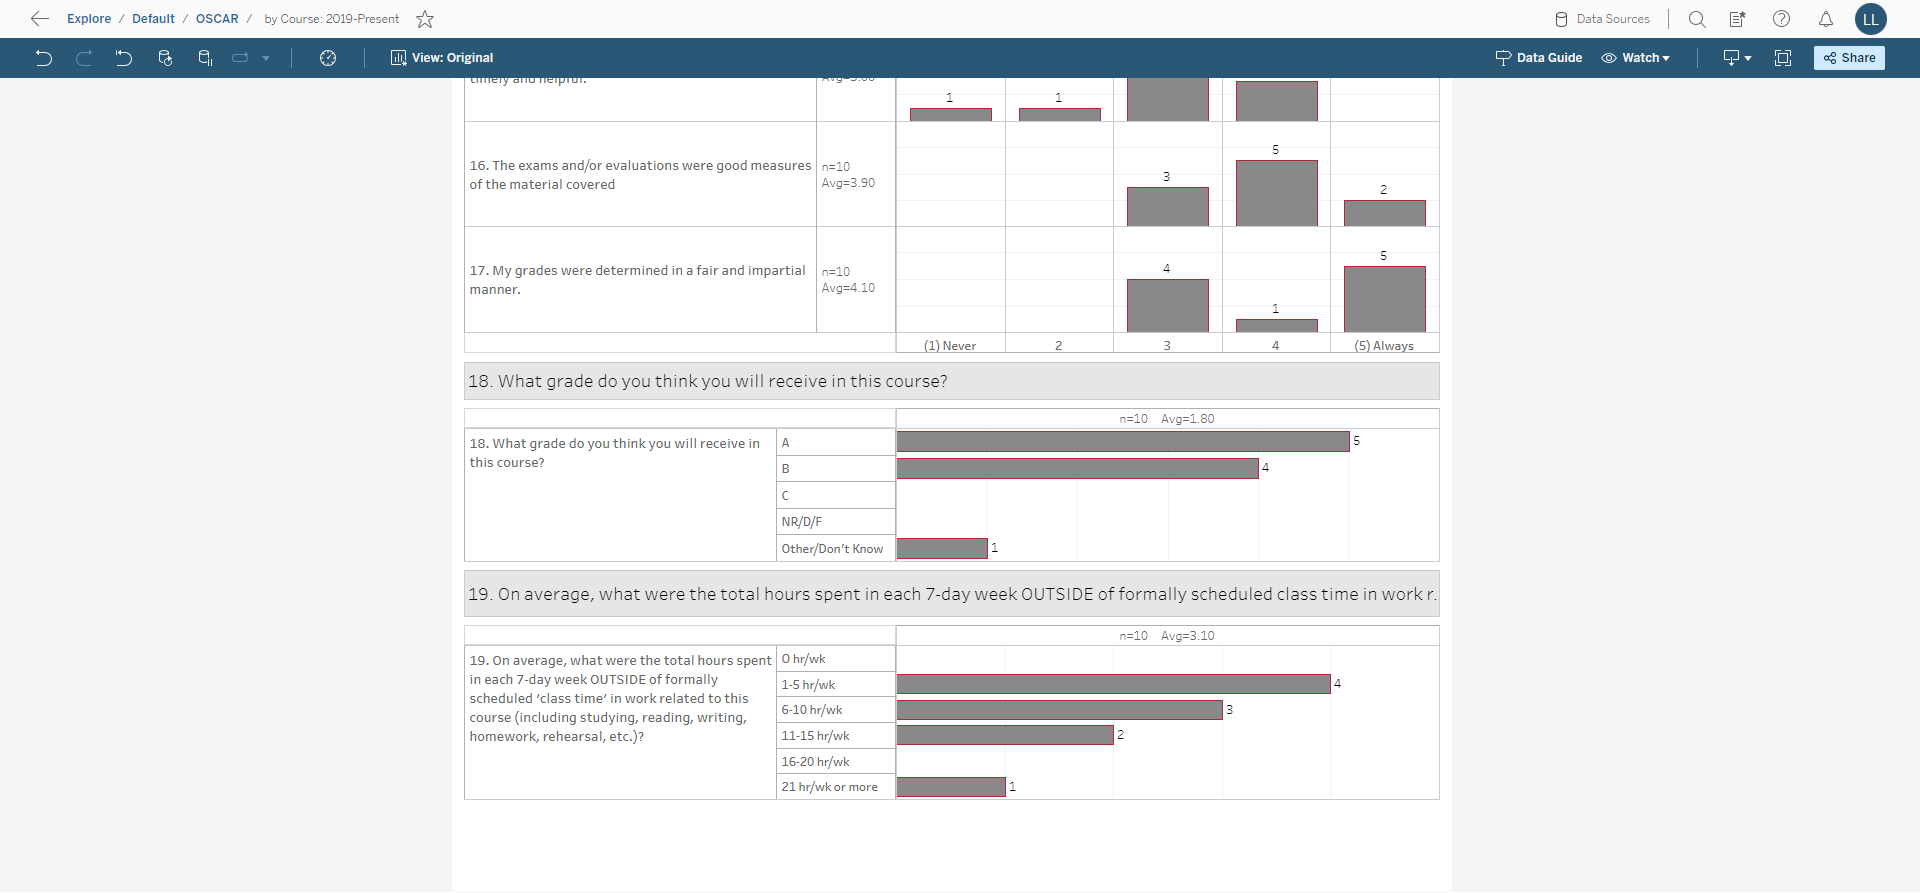 Explore / Default / OSCAR / by Course: 2019-Present
Data Sources
LL
View: Original
Data Guide
Watch
Share
timely and helpful.
Avg=3.00
1
1
16. The exams and/or evaluations were good measures
of the material covered
n=10
Avg=3.90
3
5
2
17. My grades were determined in a fair and impartial
manner.
n=10
Avg=4.10
4
1
5
(1) Never
2
3
4
(5) Always
18. What grade do you think you will receive in this course?
n=10 Avg=1.80
18. What grade do you think you will receive in
this course?
A
5
B
4
C
NR/D/F
Other/Don't Know
1
19. On average, what were the total hours spent in each 7-day week OUTSIDE of formally scheduled class time in work r.
n=10 Avg=3.10
19. On average, what were the total hours spent
in each 7-day week OUTSIDE of formally
scheduled ‘class time’ in work related to this
course (including studying, reading, writing,
homework, rehearsal, etc.)?
0 hr/wk
1-5 hr/wk
4
6-10 hr/wk
3
11-15 hr/wk
2
16-20 hr/wk
21 hr/wk or more
1